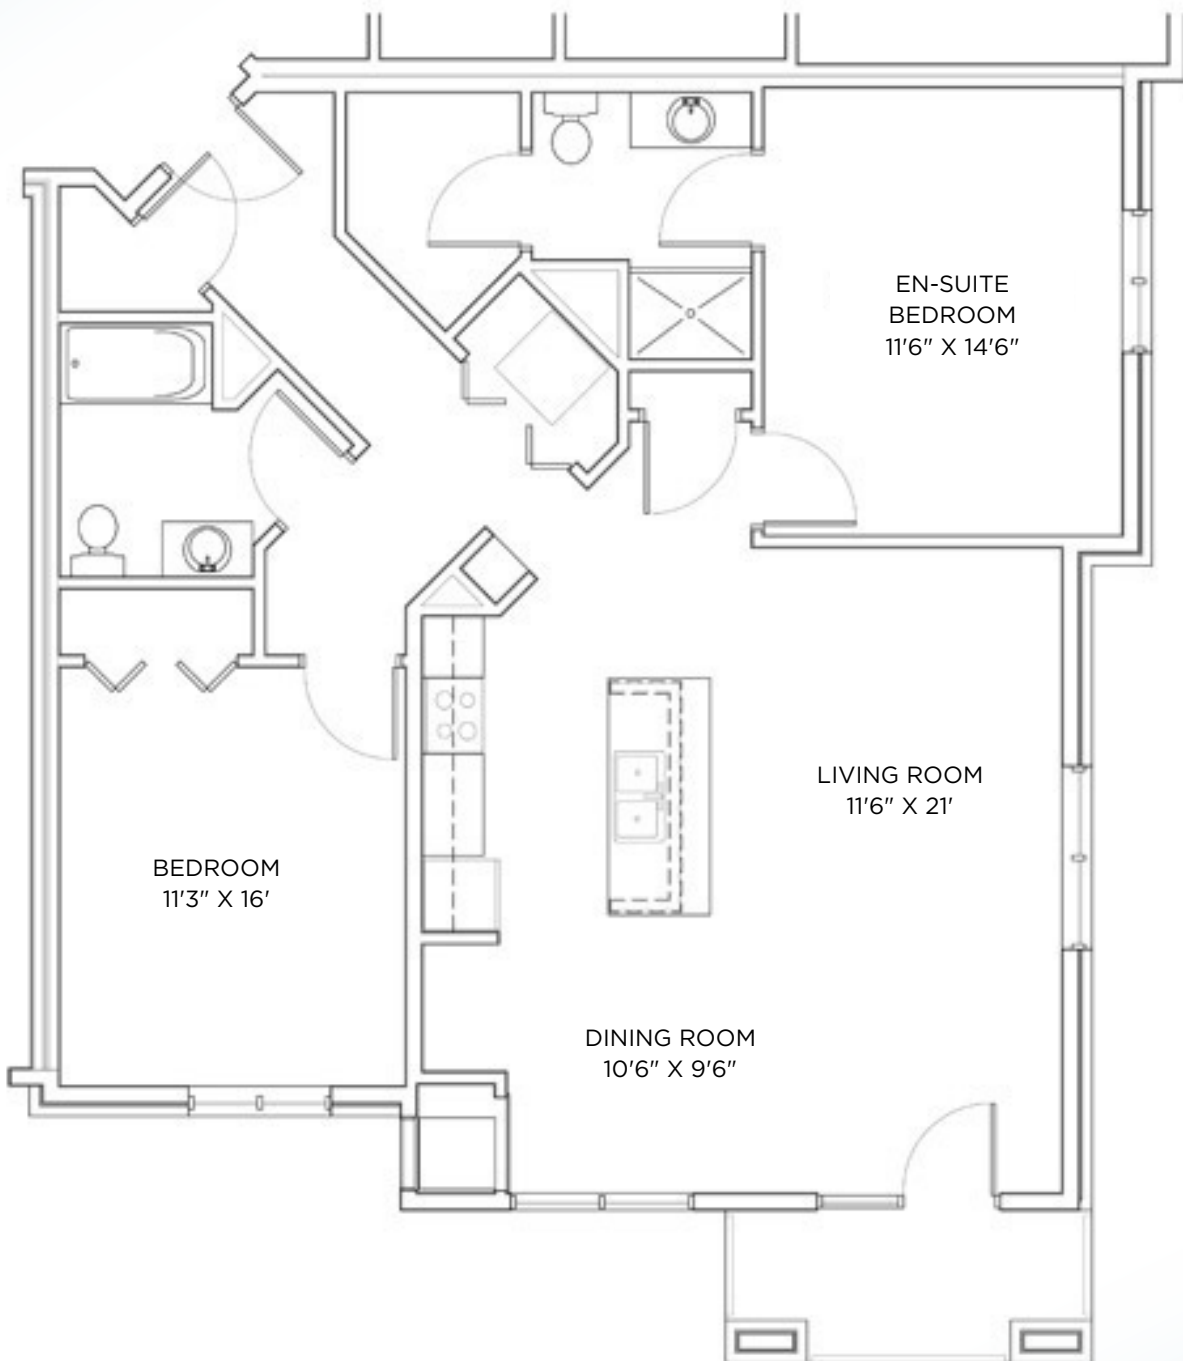 EN-SUITE
BEDROOM
11'6" X 14'6"
LIVING ROOM
11'6" X 21'
BEDROOM
11'3" X 16'
DINING ROOM
10'6" X 9'6"